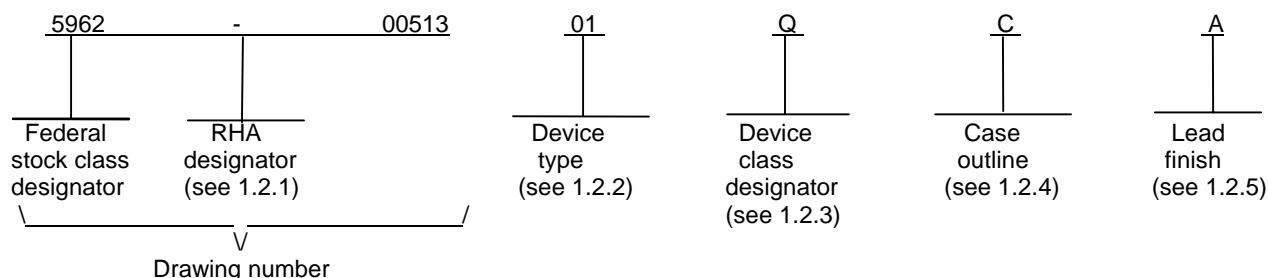 5962 - 00513 01 Q C A
Federal stock class designator
RHA designator (see 1.2.1)
Device type (see 1.2.2)
Device class designator (see 1.2.3)
Case outline (see 1.2.4)
Lead finish (see 1.2.5)
Drawing number